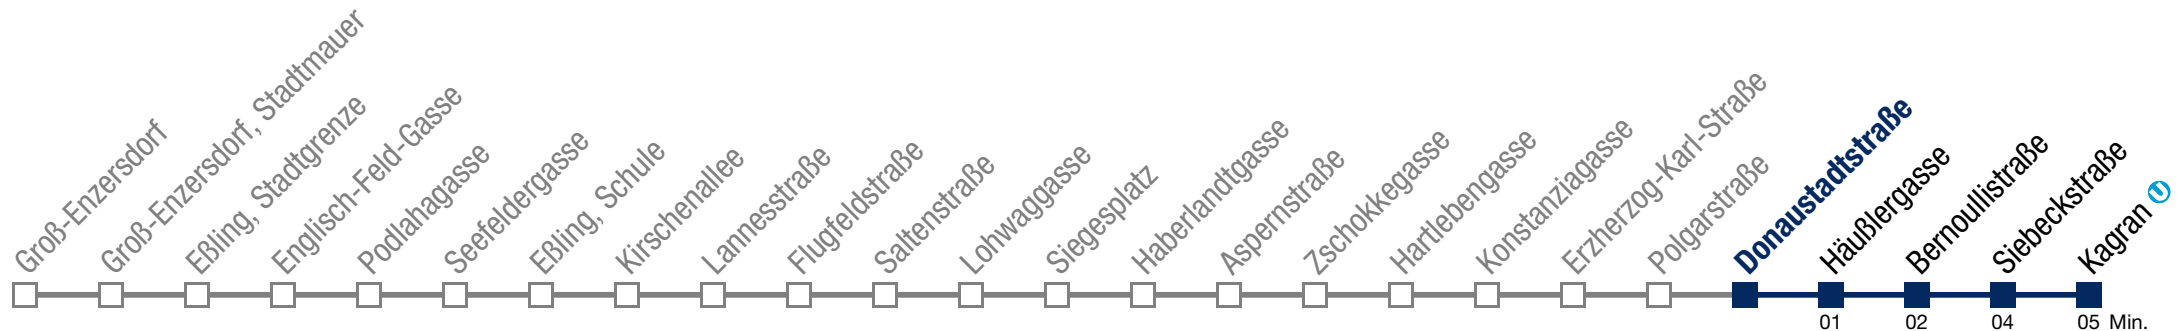 Groß-Enzersdorf
Groß-Enzersdorf, Stadtmauer
Eßling, Stadtgrenze
Englisch-Feld-Gasse
Podlahagasse
Seefeldergasse
Eßling, Schule
Kirschenallee
Lannesstraße
Flugfeldstraße
Saltenstraße
Lohwaggasse
Siegesplatz
Haberlandtgasse
Aspernstraße
Zschokkegasse
Hartlebengasse
Konstanziagasse
Erzherzog-Karl-Straße
Polgarstraße
Donaustadtstraße
Häußlergasse
Bernoullistraße
Siebeckstraße
Kagran U
01 02 04 05 Min.